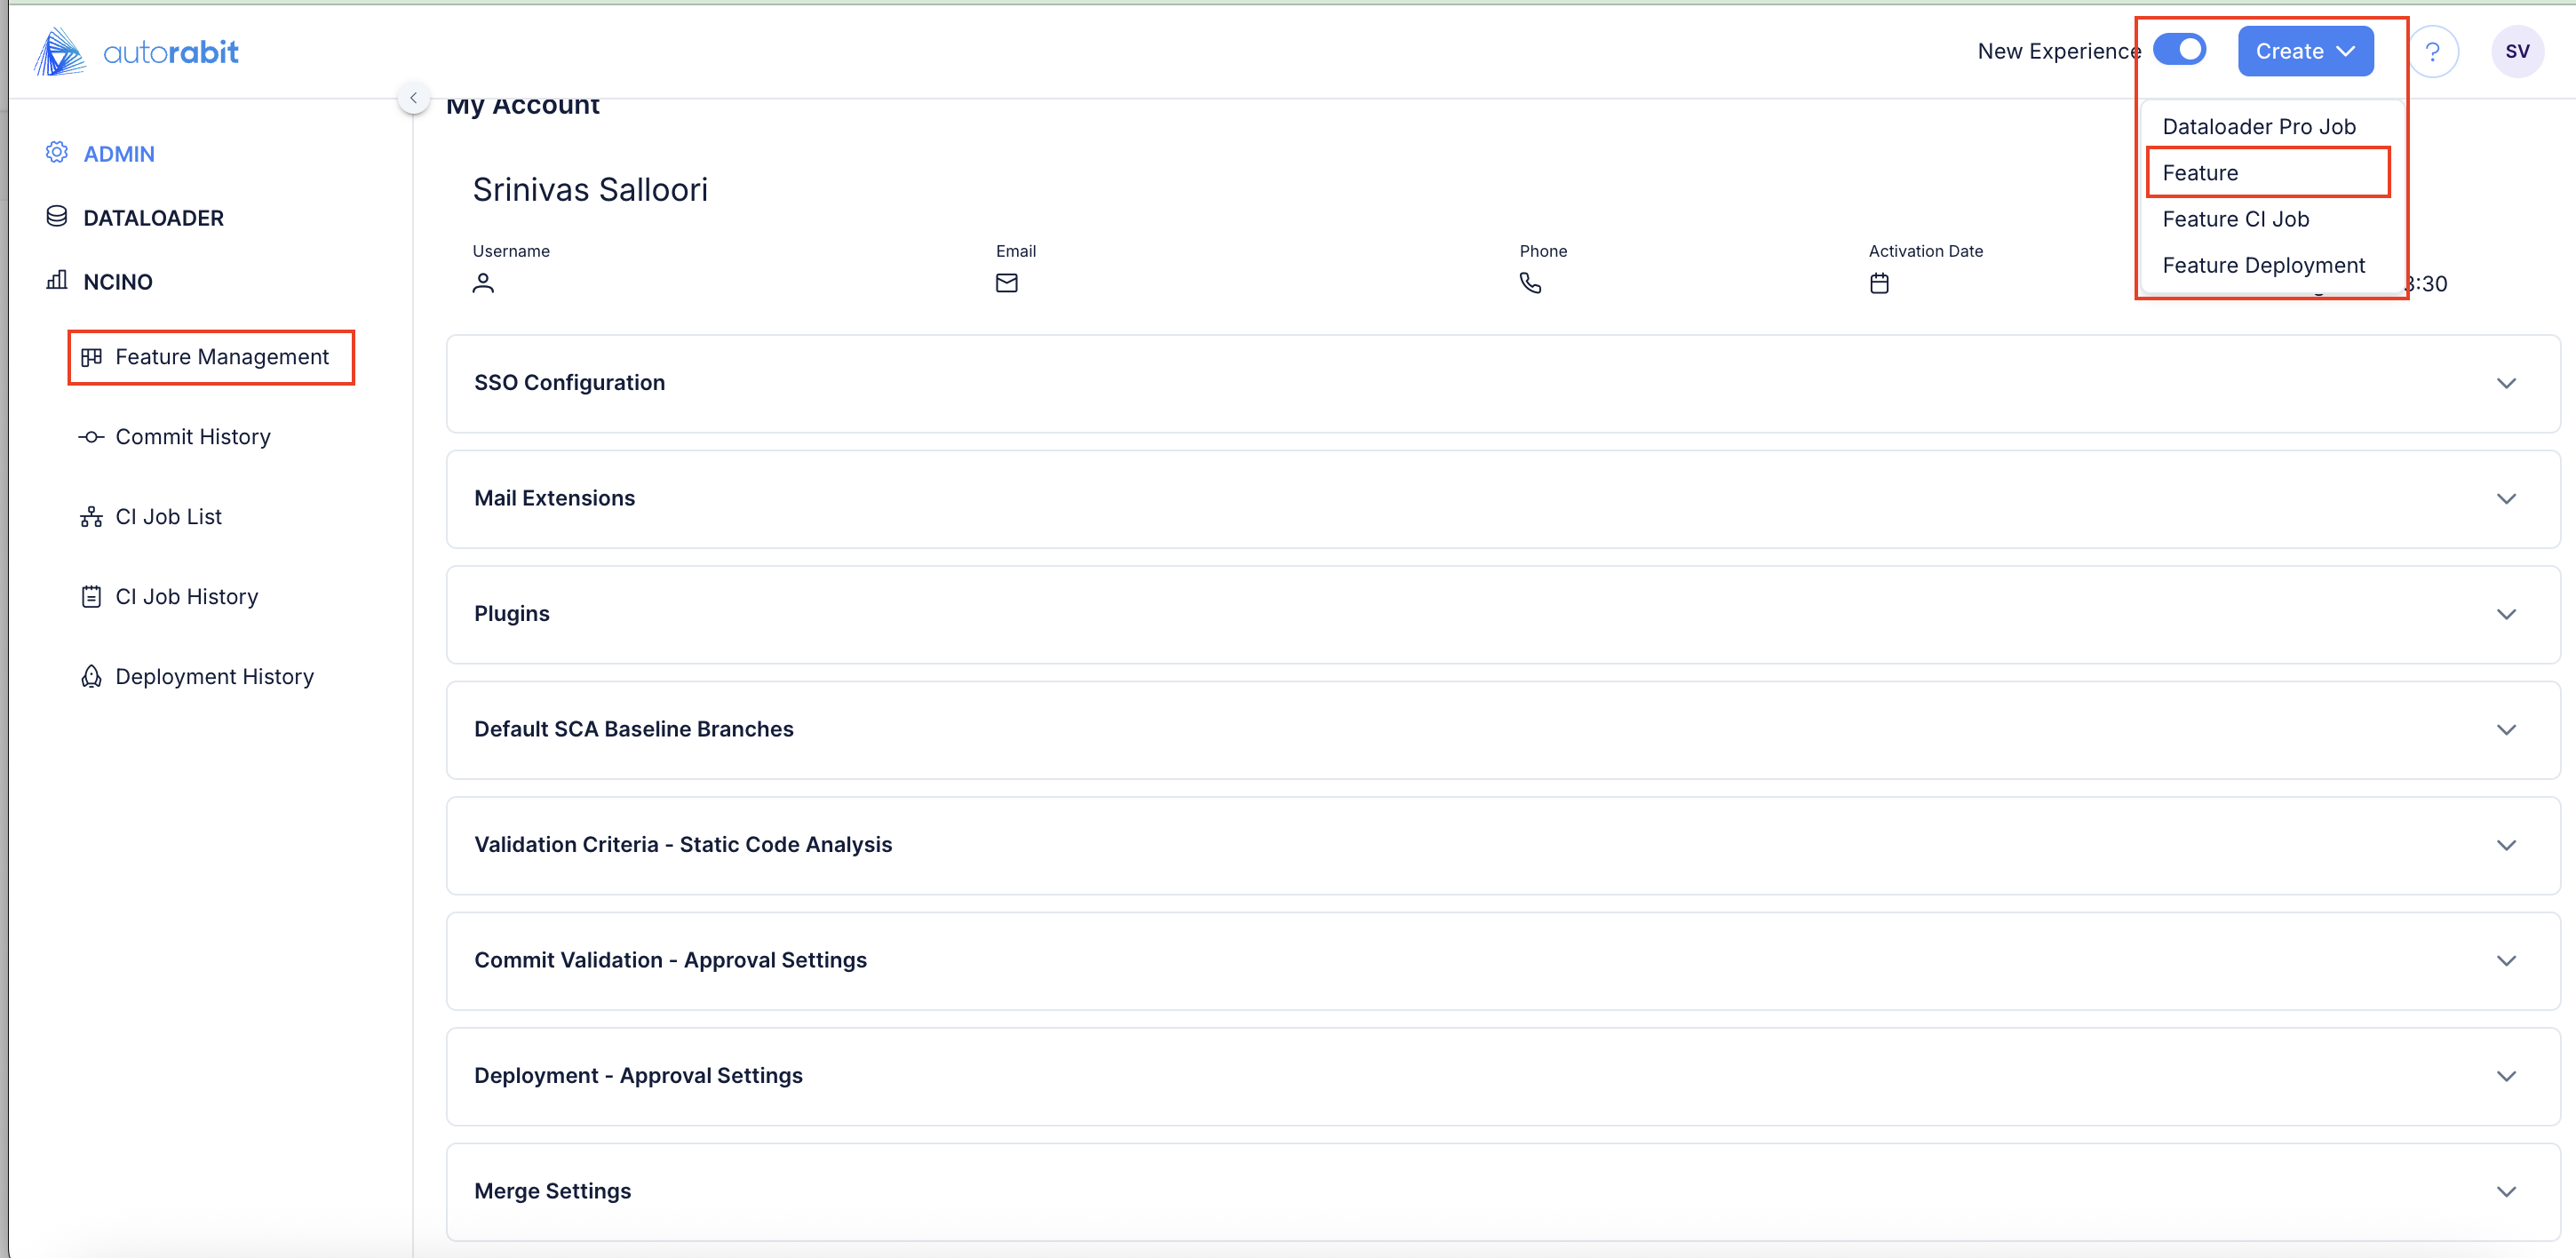 autorabit
New Experience
Create
?
SV
My Account
ADMIN
DATALOADER
NCINO
Feature Management
Commit History
CI Job List
CI Job History
Deployment History
Dataloader Pro Job
Feature
Feature CI Job
Feature Deployment
Srinivas Salloori
Username
Email
Phone
Activation Date
:30
SSO Configuration
Mail Extensions
Plugins
Default SCA Baseline Branches
Validation Criteria - Static Code Analysis
Commit Validation - Approval Settings
Deployment - Approval Settings
Merge Settings